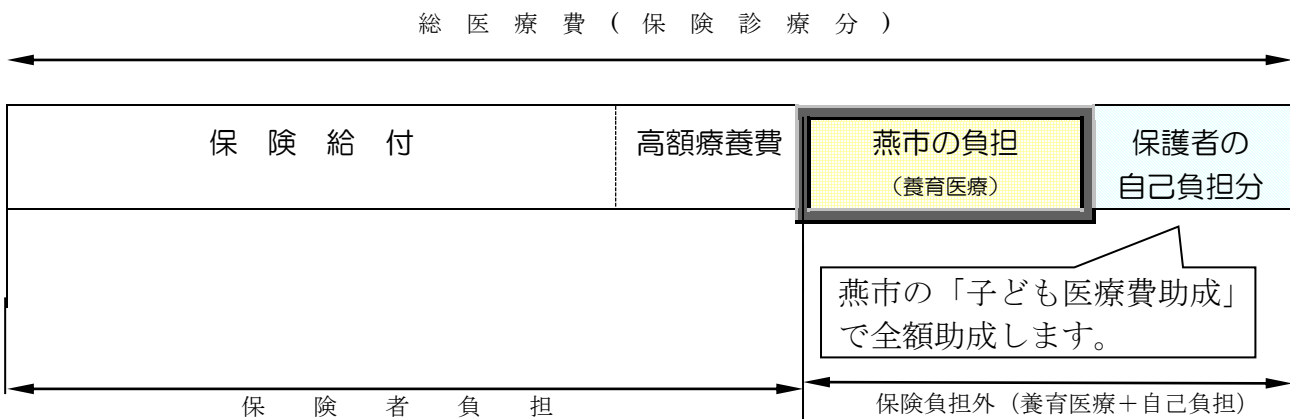 総医療費(保険診療分)
保険給付
高額療養費
燕市の負担
（養育医療）
保護者の
自己負担分
燕市の「子ども医療費助成」
で全額助成します。
保険者負担
保険負担外（養育医療＋自己負担）